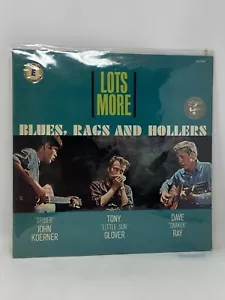 E
LOTS
MORE
BLUES, RAGS AND HOLLERS
"SPIDER"
JOHN
KOERNER
TONY
"LITTLE SUN"
GLOVER
DAVE
"SNAKER"
RAY